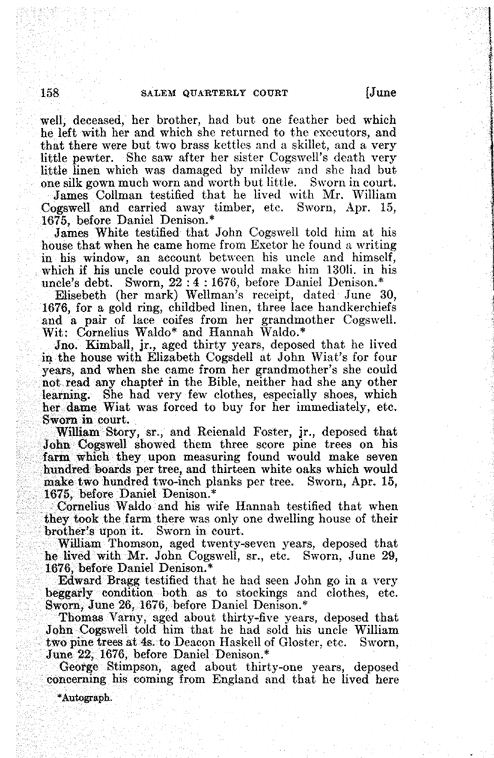 158 SALEM QUARTERLY COURT [June
well, deceased, her brother, had but one feather bed which
he left with her and which she returned to the executors, and
that there were but two brass kettles and a skillet, and a very
little pewter. She saw after her sister Cogswell's death very
little linen which was damaged by mildew and she had but
one silk gown much worn and worth but little. Sworn in court.
James Collman testified that he lived with Mr. William
Cogswell and carried away timber, etc. Sworn, Apr. 15,
1675, before Daniel Denison.*
James White testified that John Cogswell told him at his
house that when he came home from Exetor he found a writing
in his window, an account between his uncle and himself,
which if his uncle could prove would make him 130li. in his
uncle's debt. Sworn, 22 : 4 : 1676, before Daniel Denison.*
Elisebeth (her mark) Wellman's receipt, dated June 30,
1676, for a gold ring, childbed linen, three lace handkerchiefs
and a pair of lace coifes from her grandmother Cogswell.
Wit: Cornelius Waldo* and Hannah Waldo.*
Jno. Kimball, jr., aged thirty years, deposed that he lived
in the house with Elizabeth Cogsdell at John Wiat's for four
years, and when she came from her grandmother's she could
not read any chapter in the Bible, neither had she any other
learning. She had very few clothes, especially shoes, which
her dame Wiat was forced to buy for her immediately, etc.
Sworn in court.
William Story, sr., and Reienald Foster, jr., deposed that
John Cogswell showed them three score pine trees on his
farm which they upon measuring found would make seven
hundred boards per tree, and thirteen white oaks which would
make two hundred two-inch planks per tree. Sworn, Apr. 15,
1675, before Daniel Denison.*
Cornelius Waldo and his wife Hannah testified that when
they took the farm there was only one dwelling house of their
brother's upon it. Sworn in court.
William Thomson, aged twenty-seven years, deposed that
he lived with Mr. John Cogswell, sr., etc. Sworn, June 29,
1676, before Daniel Denison.*
Edward Bragg testified that he had seen John go in a very
beggarly condition both as to stockings and clothes, etc.
Sworn, June 26, 1676, before Daniel Denison.*
Thomas Varny, aged about thirty-five years, deposed that
John Cogswell told him that he had sold his uncle William
two pine trees at 4s. to Deacon Haskell of Gloster, etc. Sworn,
June 22, 1676, before Daniel Denison.*
George Stimpson, aged about thirty-one years, deposed
concerning his coming from England and that he lived here
*Autograph.